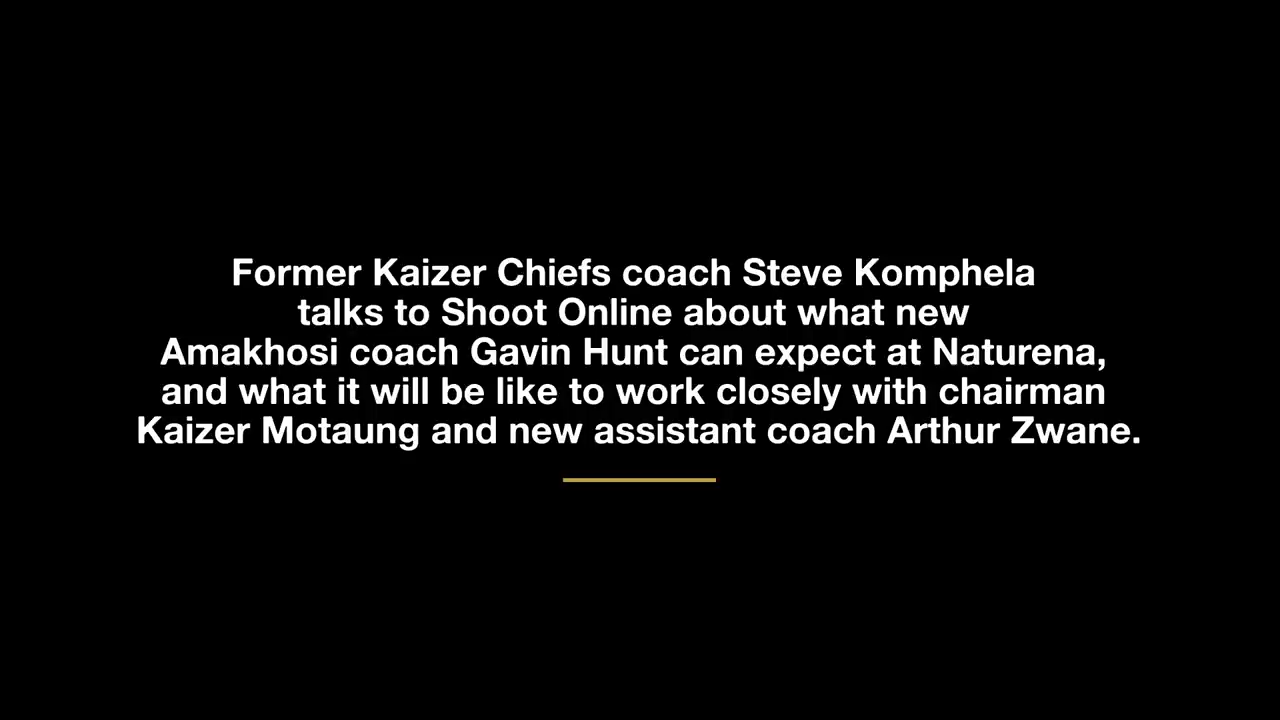 Former Kaizer Chiefs coach Steve Komphela
talks to Shoot Online about what new
Amakhosi coach Gavin Hunt can expect at Naturena,
and what it will be like to work closely with chairman
Kaizer Motaung and new assistant coach Arthur Zwane.